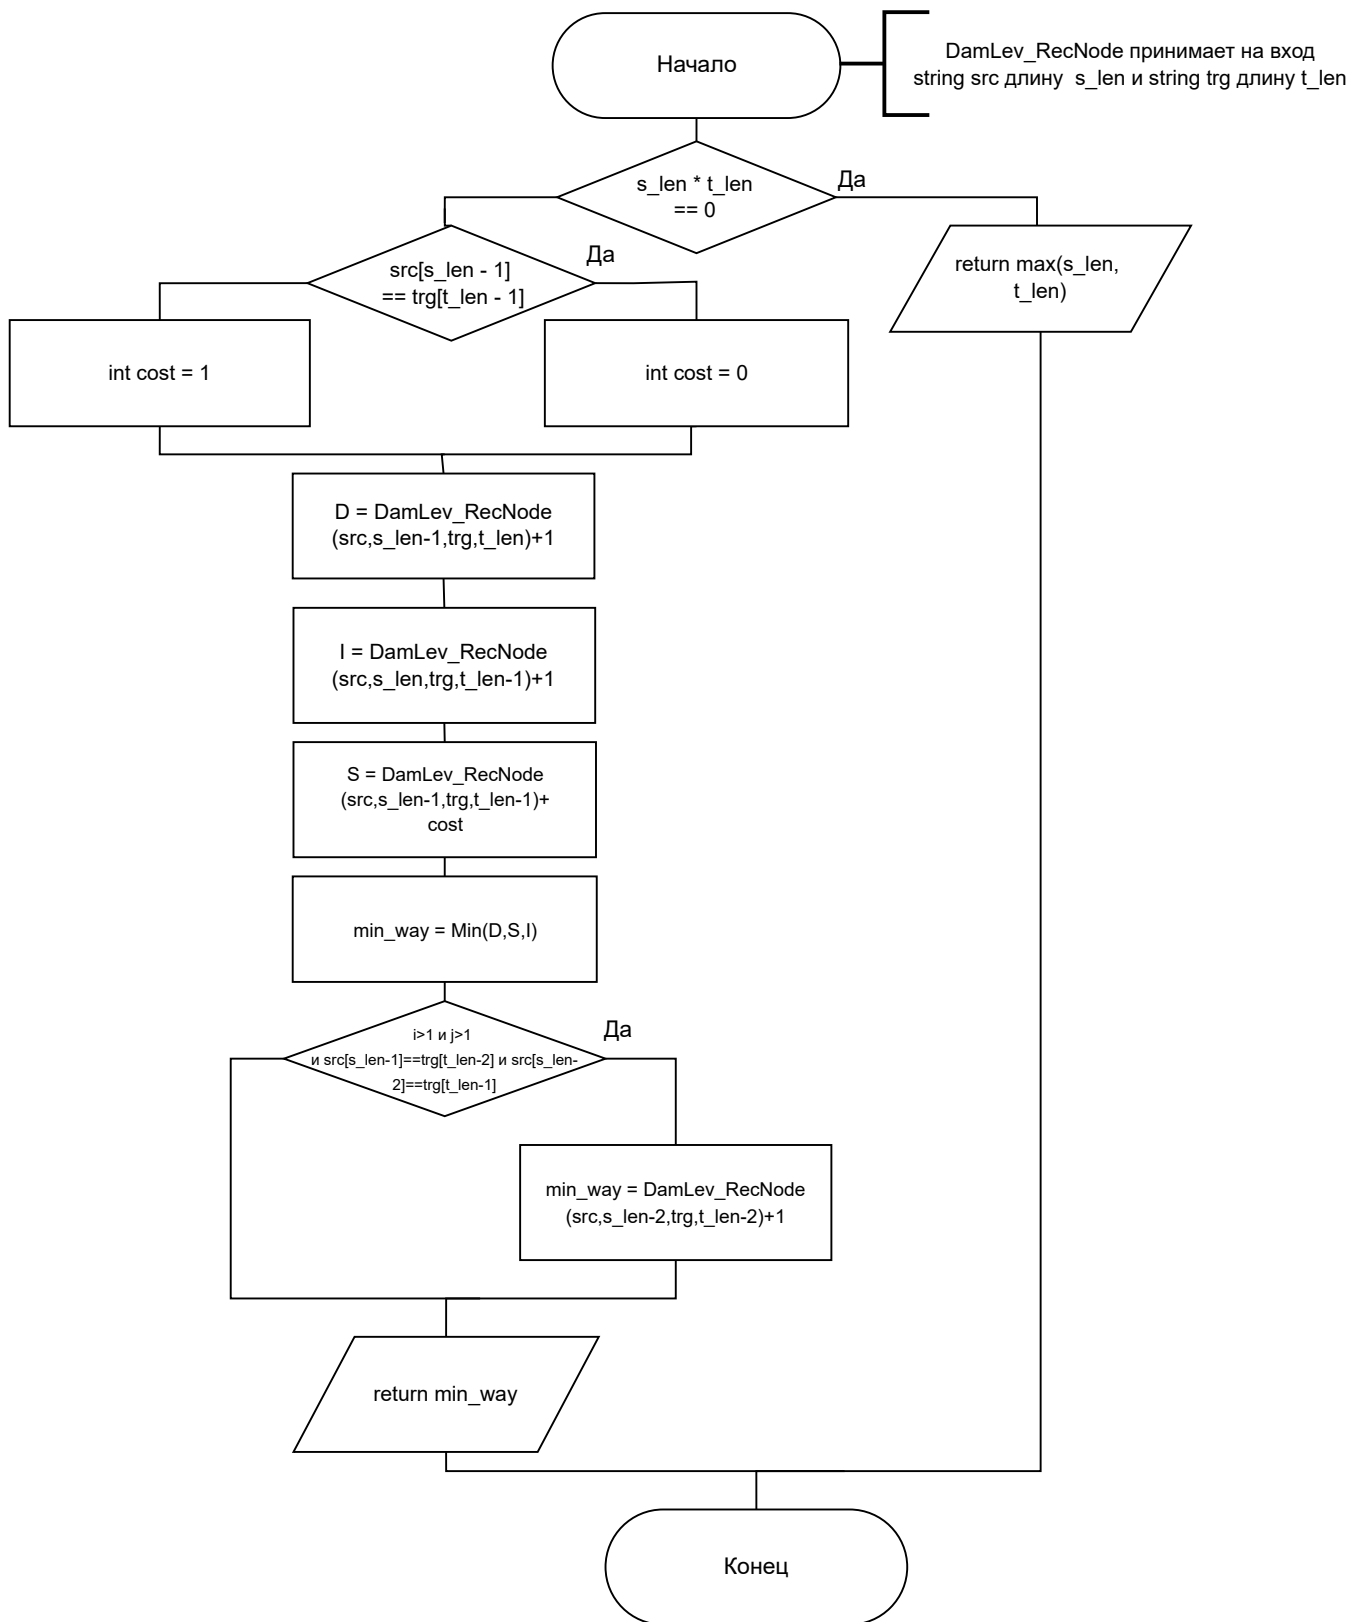 Начало
DamLev_RecNode принимает на вход
string src длину s_len и string trg длину t_len
s_len * t_len
== 0
Да
return max(s_len,
t_len)
src[s_len - 1]
== trg[t_len - 1]
Да
int cost = 1
int cost = 0
D = DamLev_RecNode
(src,s_len-1,trg,t_len)+1
I = DamLev_RecNode
(src,s_len,trg,t_len-1)+1
S = DamLev_RecNode
(src,s_len-1,trg,t_len-1)+
cost
min_way = Min(D,S,I)
i>1 и j>1
и src[s_len-1]==trg[t_len-2] и src[s_len-
2]==trg[t_len-1]
Да
min_way = DamLev_RecNode
(src,s_len-2,trg,t_len-2)+1
return min_way
Конец